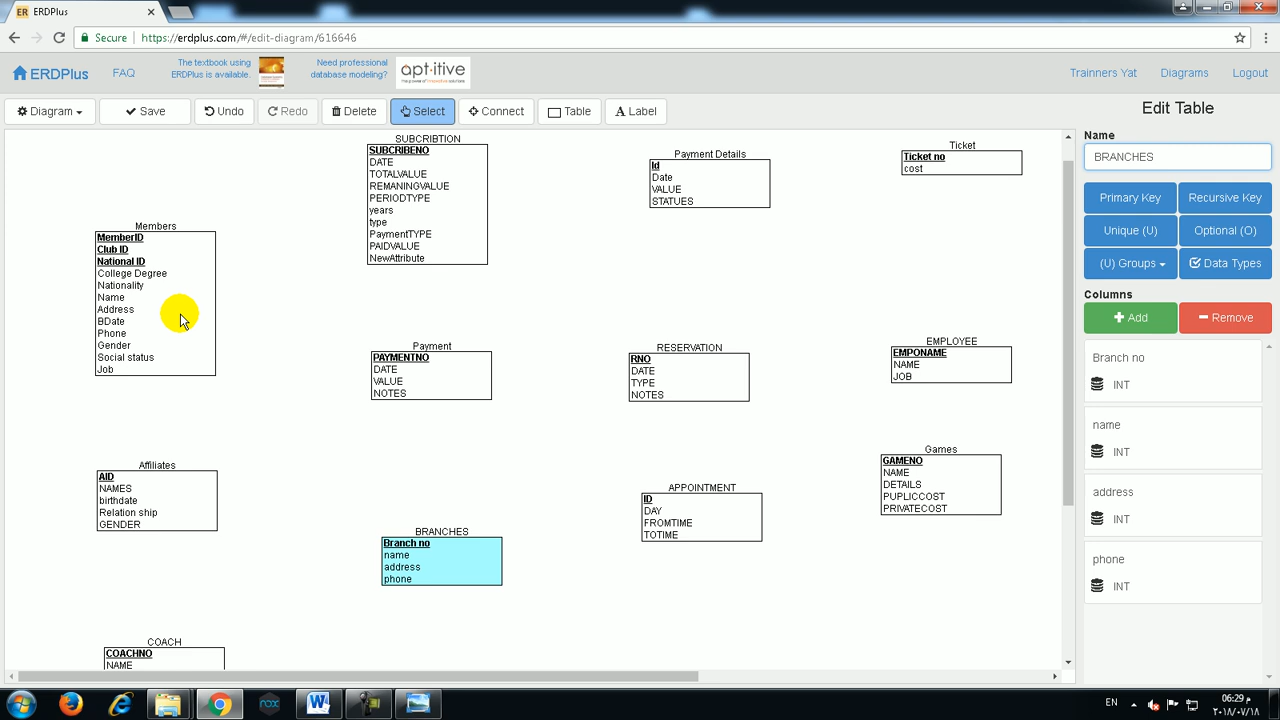 ERDPlus
Secure
https://erdplus.com/#/edit-diagram/616646
ERDPlus
FAQ
The textbook using
ERDPlus is available.
Need professional
database modeling?
aptitive
Trainners Yat
Diagrams
Logout
Diagram
Save
Undo
Redo
Delete
Select
Connect
Table
Label
Edit Table
Name
BRANCHES
Primary Key
Recursive Key
Unique (U)
Optional (O)
(U) Groups
Data Types
Columns
Add
Remove
Branch no
INT
name
INT
address
INT
phone
INT
SUBCRIBTION
SUBCRIBENO
DATE
TOTALVALUE
REMANINGVALUE
PERIODTYPE
years
type
PaymentTYPE
PAIDVALUE
NewAttribute
Payment Details
Id
Date
VALUE
STATUES
Ticket
Ticket no
cost
Members
MemberID
Club ID
National ID
College Degree
Nationality
Name
Address
BDate
Phone
Gender
Social status
Job
Payment
PAYMENTNO
DATE
VALUE
NOTES
RESERVATION
RNO
DATE
TYPE
NOTES
EMPLOYEE
EMPONAME
NAME
JOB
Affiliates
AID
NAMES
birthdate
Relation ship
GENDER
BRANCHES
Branch no
name
address
phone
APPOINTMENT
ID
DAY
FROMTIME
TOTIME
Games
GAMENO
NAME
DETAILS
PUPLICCOST
PRIVATECOST
COACH
COACHNO
NAME
nox
EN
06:29 م
٢٠١٨/٠٧/١٨